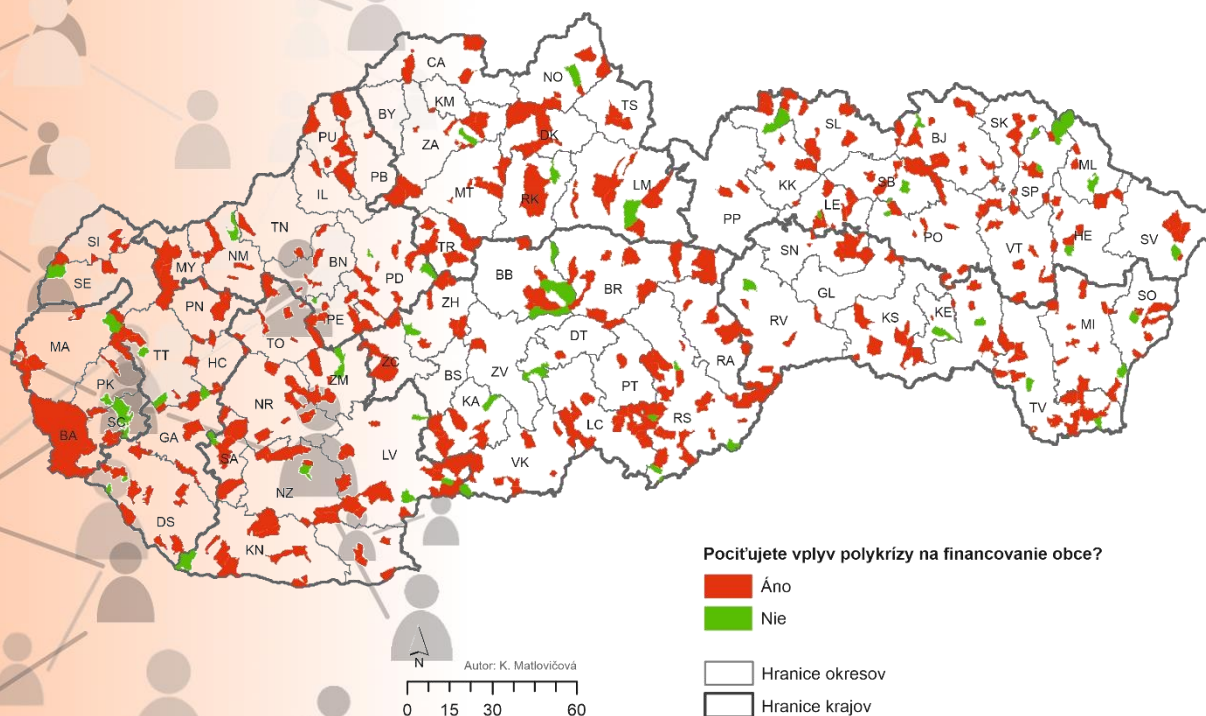 CA
NO
BY
KM
TS
PU
ZA
DK
SK
SL
BJ
ML
PB
IL
MT
RK
LM
KK
SB
SP
LE
PP
PO
VT
HE
SV
SI
TN
SE
MY
NM
BN
TR
PD
BB
SN
BR
GL
SO
PN
ZH
PE
RV
KS
KE
MI
MA
TT
TO
DT
HC
ZC
RA
PK
ZM
BS
ZV
PT
NR
KA
TV
SC
BA
GA
LC
RS
SA
LV
VK
NZ
DS
KN
Pociťujete vplyv polykrízy na financovanie obce?
Áno
Nie
Hranice okresov
Hranice krajov
N
Autor: K. Matlovičová
0 15 30 60